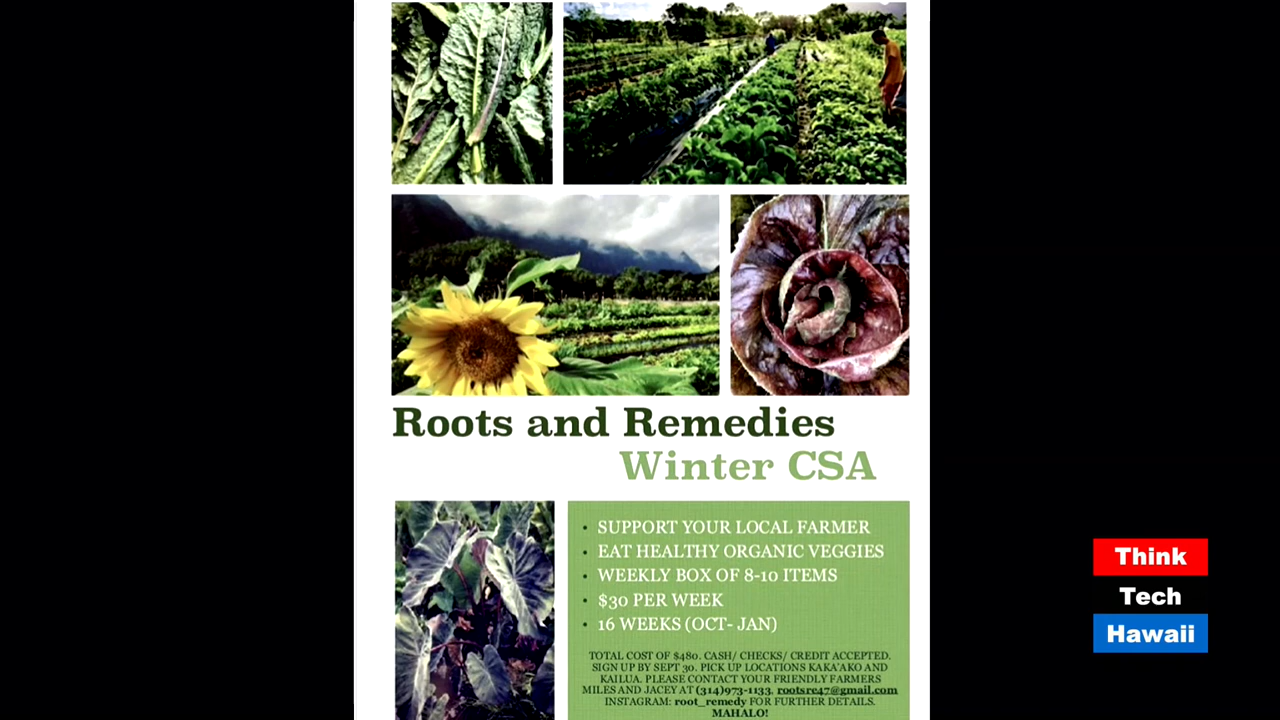 Roots and Remedies
Winter CSA
• SUPPORT YOUR LOCAL FARMER
• EAT HEALTHY ORGANIC VEGGIES
• WEEKLY BOX OF 8-10 ITEMS
• $30 PER WEEK
• 16 WEEKS (OCT- JAN)
TOTAL COST OF $480. CASH/ CHECKS/ CREDIT ACCEPTED.
SIGN UP BY SEPT 30. PICK UP LOCATIONS KAKA'AKO AND
KAILUA. PLEASE CONTACT YOUR FRIENDLY FARMERS
MILES AND JACEY AT (314)973-1133, rootsre47@gmail.com
INSTAGRAM: root_remedy FOR FURTHER DETAILS.
MAHALO!
Think
Tech
Hawaii